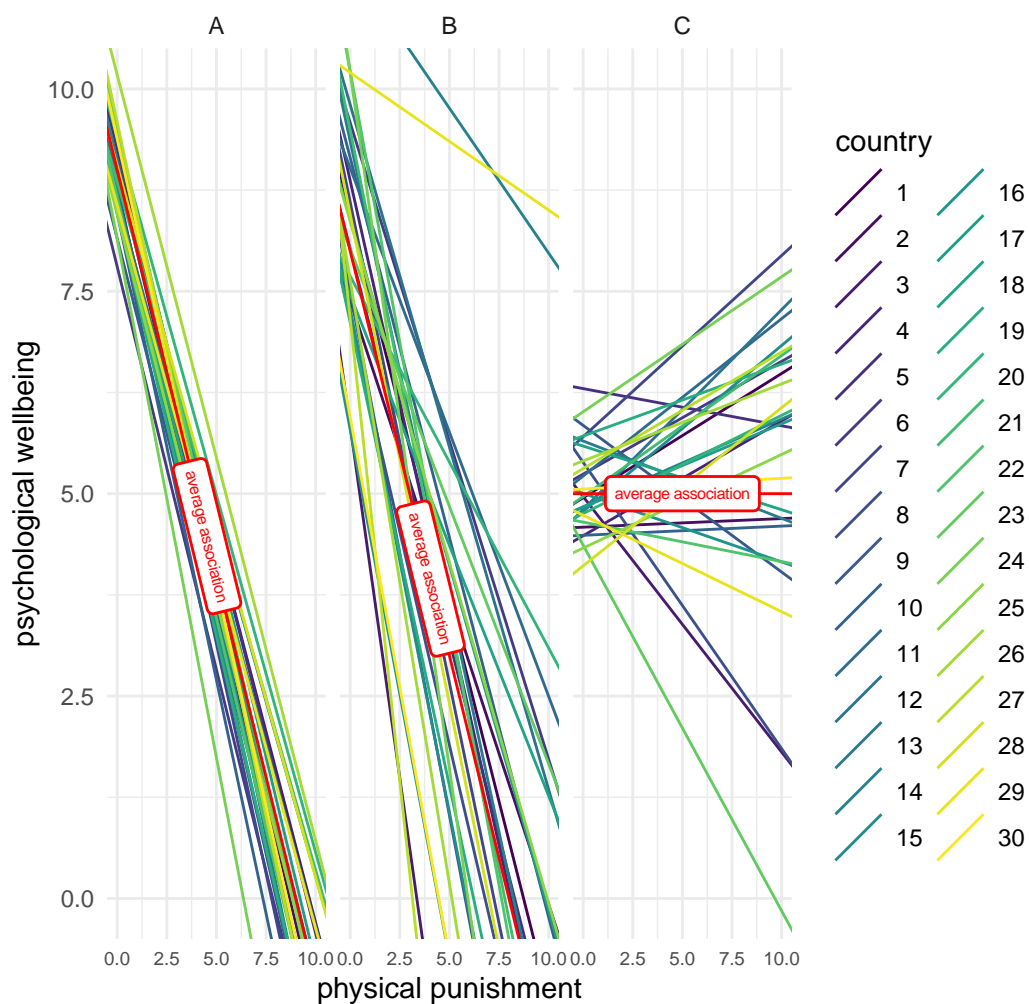 A B C
psychological wellbeing
10.0
7.5
5.0
2.5
0.0
average association
average association
average association
0.0 2.5 5.0 7.5 10.0 0.0 2.5 5.0 7.5 10.0 0.0 2.5 5.0 7.5 10.0
physical punishment
country
1 16
2 17
3 18
4 19
5 20
6 21
7 22
8 23
9 24
10 25
11 26
12 27
13 28
14 29
15 30